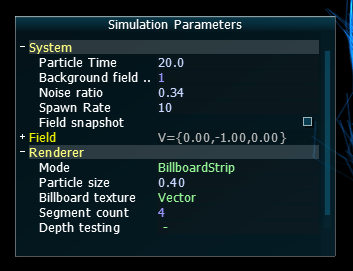 Simulation Parameters
- System
Particle Time 20.0
Background field .. 1
Noise ratio 0.34
Spawn Rate 10
Field snapshot
+ Field V={0.00,-1.00,0.00}
- Renderer
Mode BillboardStrip
Particle size 0.40
Billboard texture Vector
Segment count 4
Depth testing -